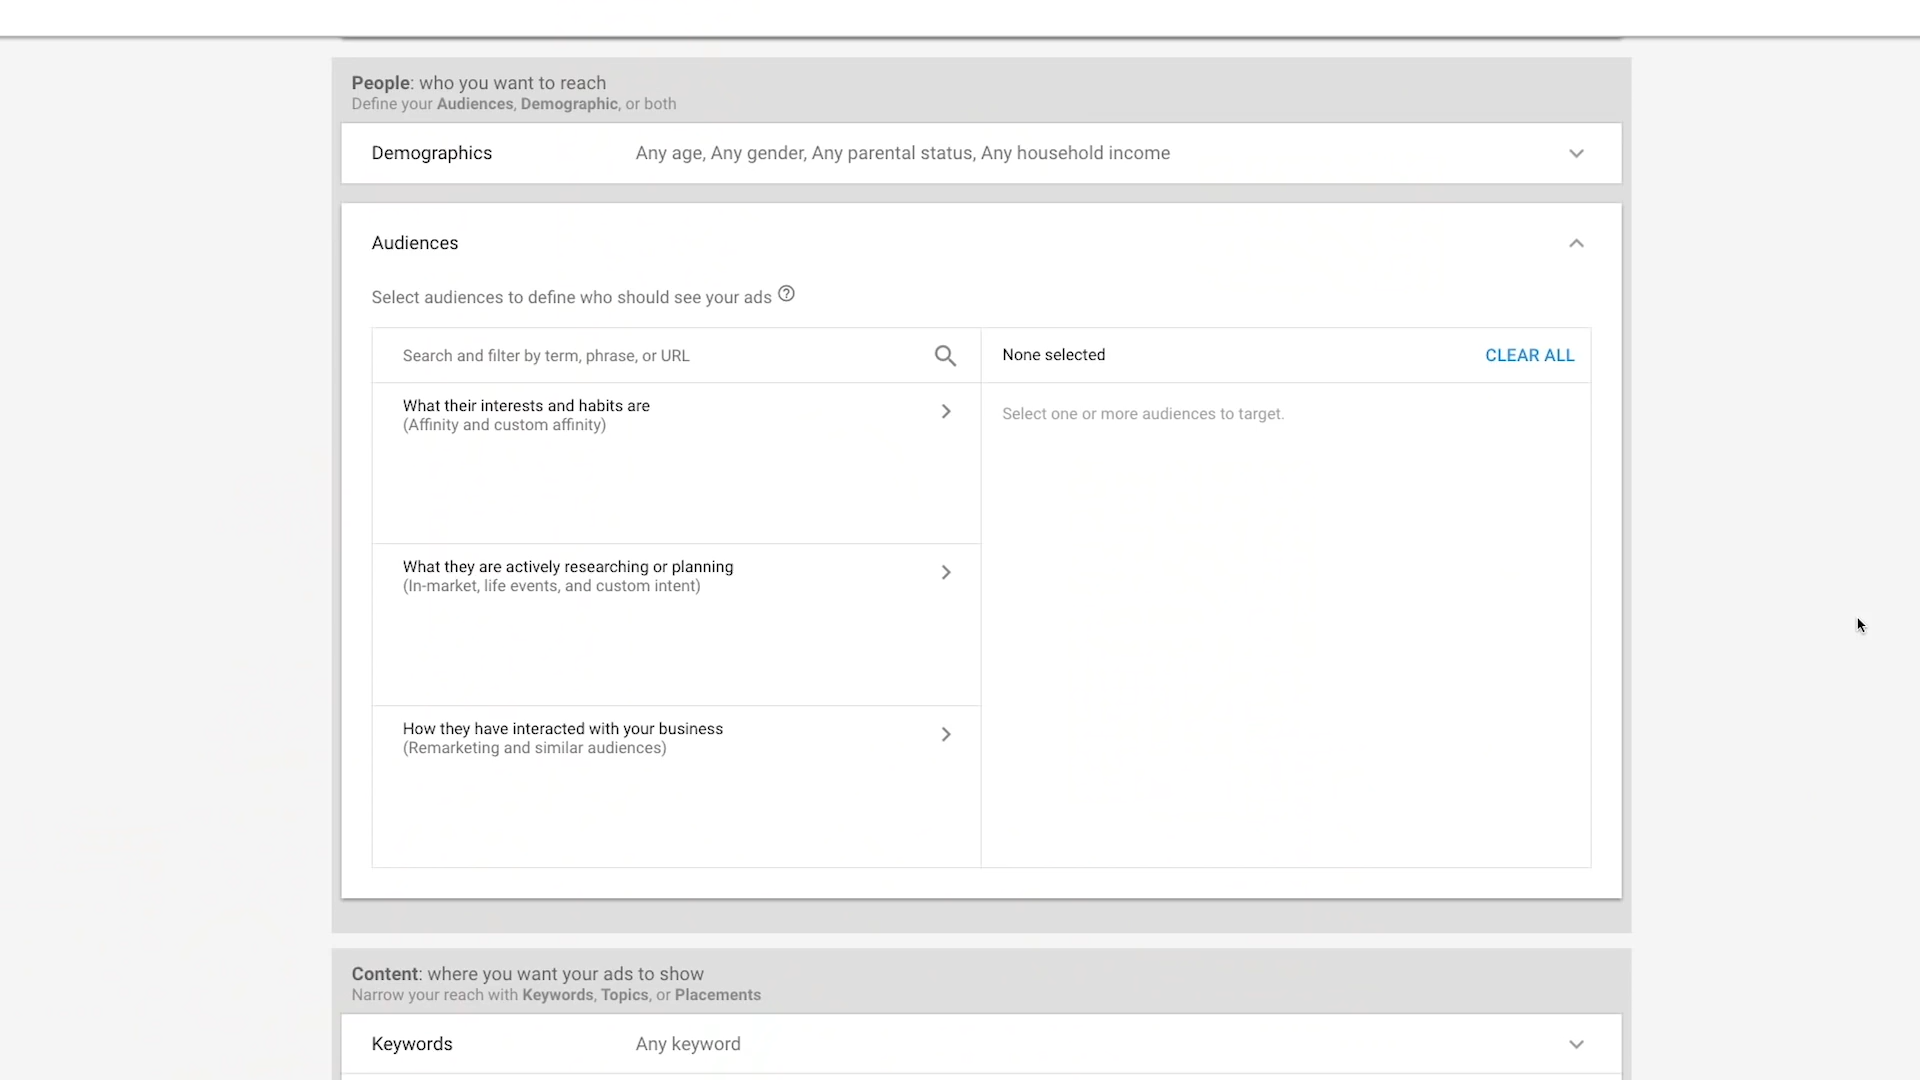 People: who you want to reach
Define your Audiences, Demographic, or both
Demographics Any age, Any gender, Any parental status, Any household income
Audiences
Select audiences to define who should see your ads
Search and filter by term, phrase, or URL
None selected CLEAR ALL
What their interests and habits are
(Affinity and custom affinity)
Select one or more audiences to target.
What they are actively researching or planning
(In-market, life events, and custom intent)
How they have interacted with your business
(Remarketing and similar audiences)
Content: where you want your ads to show
Narrow your reach with Keywords, Topics, or Placements
Keywords Any keyword